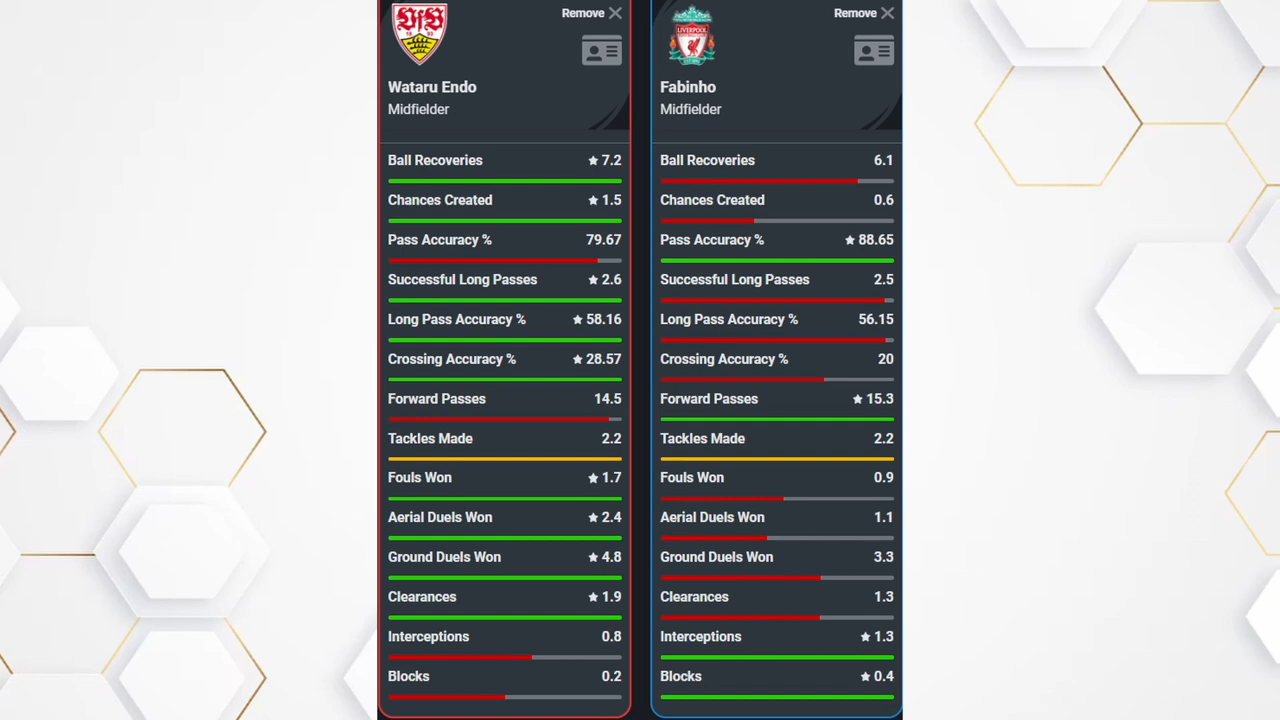 VfB
1893
Remove
Wataru Endo
Midfielder
Ball Recoveries ★ 7.2
Chances Created ★ 1.5
Pass Accuracy % 79.67
Successful Long Passes ★ 2.6
Long Pass Accuracy % ★ 58.16
Crossing Accuracy % ★ 28.57
Forward Passes 14.5
Tackles Made 2.2
Fouls Won ★ 1.7
Aerial Duels Won ★ 2.4
Ground Duels Won ★ 4.8
Clearances ★ 1.9
Interceptions 0.8
Blocks 0.2
LIVERPOOL
Remove
Fabinho
Midfielder
Ball Recoveries 6.1
Chances Created 0.6
Pass Accuracy % ★ 88.65
Successful Long Passes 2.5
Long Pass Accuracy % 56.15
Crossing Accuracy % 20
Forward Passes ★ 15.3
Tackles Made 2.2
Fouls Won 0.9
Aerial Duels Won 1.1
Ground Duels Won 3.3
Clearances 1.3
Interceptions ★ 1.3
Blocks ★ 0.4